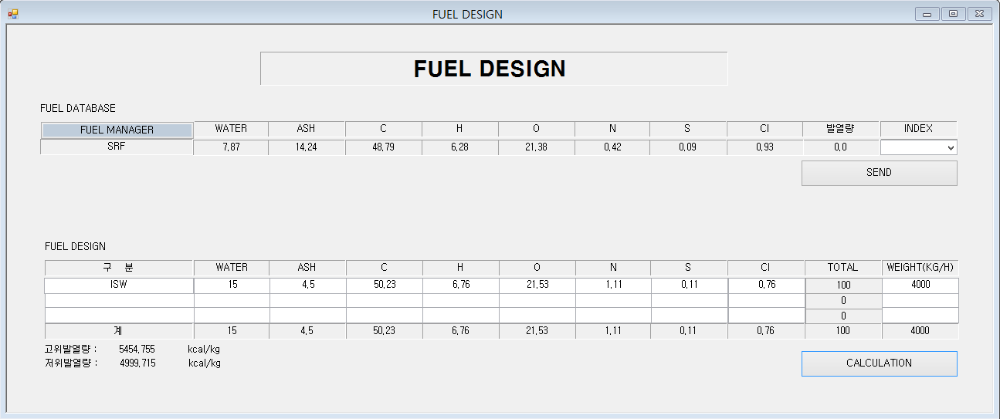 FUEL DESIGN
FUEL DESIGN
FUEL DATABASE
FUEL MANAGER WATER ASH C H O N S Cl 발열량 INDEX
SRF 7,87 14,24 48,79 6,28 21,38 0,42 0,09 0,93 0,0
SEND
FUEL DESIGN
구 분 WATER ASH C H O N S Cl TOTAL WEIGHT(KG/H)
ISW 15 4,5 50,23 6,76 21,53 1,11 0,11 0,76 100 4000
0
0
계 15 4,5 50,23 6,76 21,53 1,11 0,11 0,76 100 4000
고위발열량 : 5454,755 kcal/kg
저위발열량 : 4999,715 kcal/kg
CALCULATION